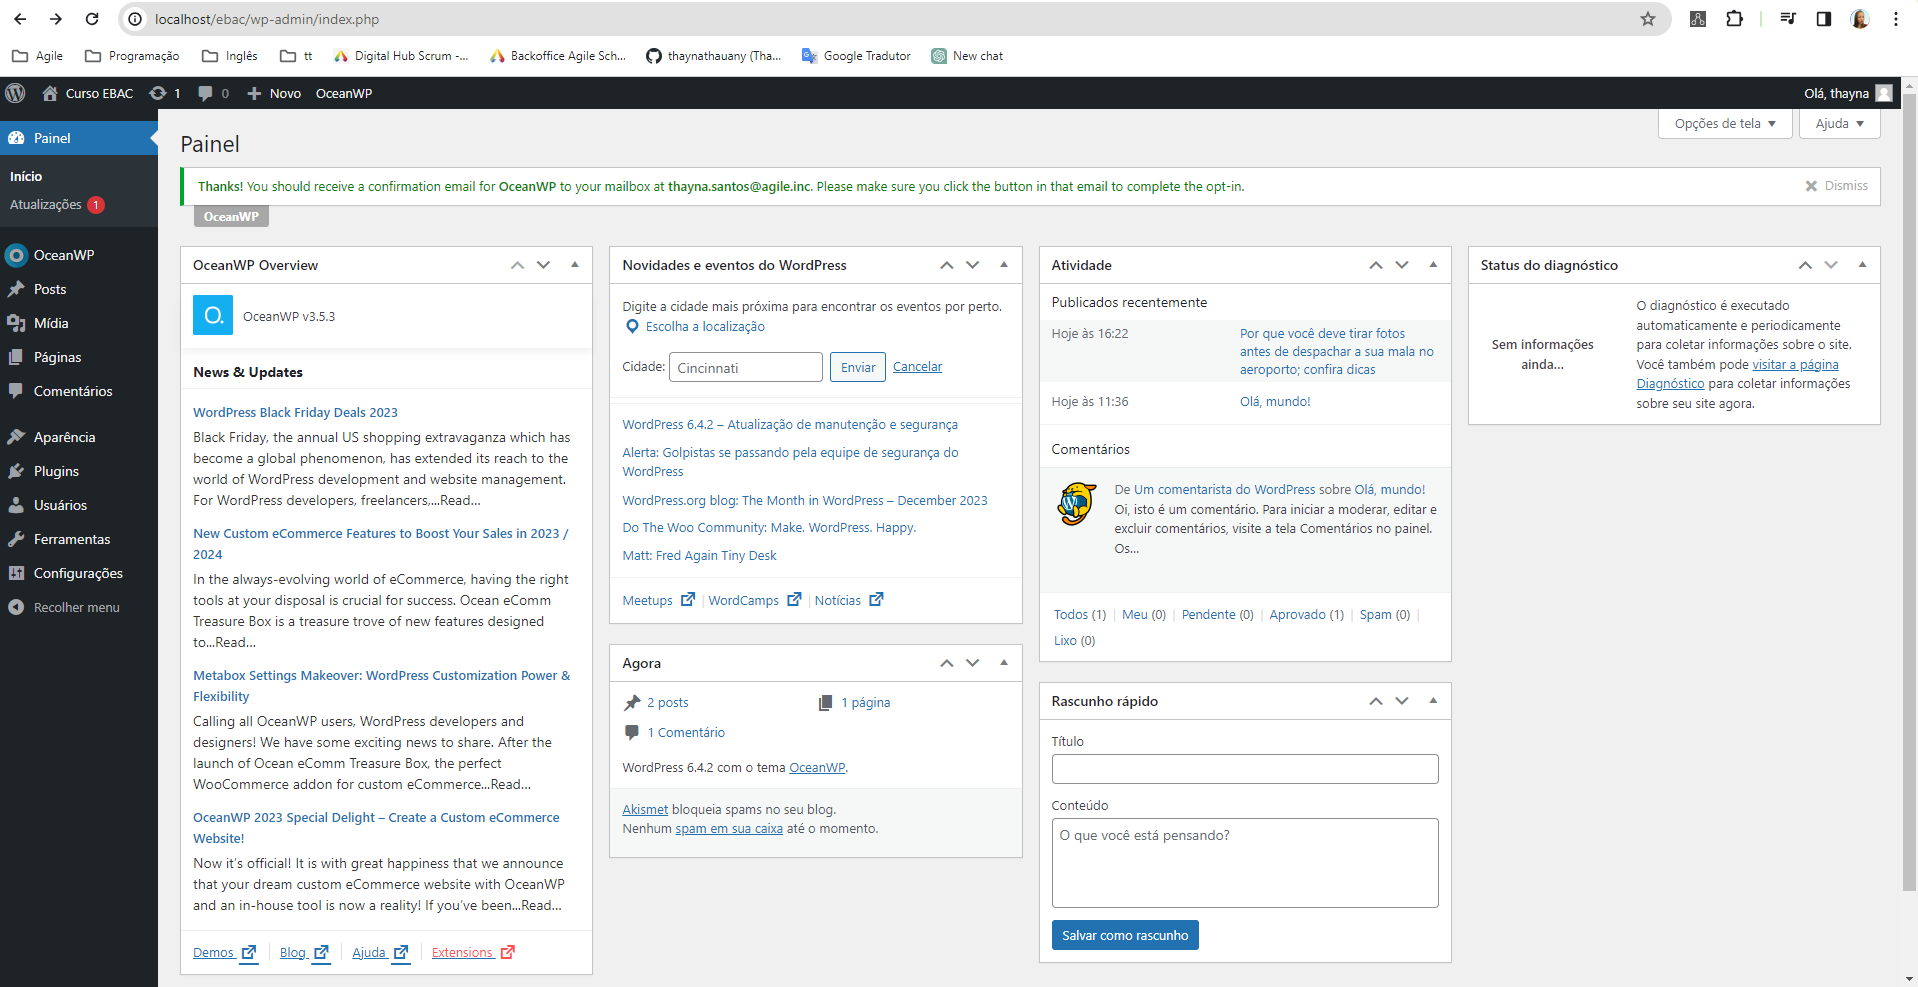 localhost/ebac/wp-admin/index.php
Agile
Programação
Inglês
tt
Digital Hub Scrum -...
Backoffice Agile Sch...
thaynathauany (Tha...
Google Tradutor
New chat
Curso EBAC
1
0
Novo
OceanWP
Olá, thayna
Painel
Início
Atualizações 1
OceanWP
Posts
Mídia
Páginas
Comentários
Aparência
Plugins
Usuários
Ferramentas
Configurações
Recolher menu
Opções de tela
Ajuda
Painel
Thanks! You should receive a confirmation email for OceanWP to your mailbox at thayna.santos@agile.inc. Please make sure you click the button in that email to complete the opt-in.
Dismiss
OceanWP
OceanWP Overview
O.
OceanWP v3.5.3
News & Updates
WordPress Black Friday Deals 2023
Black Friday, the annual US shopping extravaganza which has
become a global phenomenon, has extended its reach to the
world of WordPress development and website management.
For WordPress developers, freelancers,...Read...
New Custom eCommerce Features to Boost Your Sales in 2023 /
2024
In the always-evolving world of eCommerce, having the right
tools at your disposal is crucial for success. Ocean eComm
Treasure Box is a treasure trove of new features designed
to...Read...
Metabox Settings Makeover: WordPress Customization Power &
Flexibility
Calling all OceanWP users, WordPress developers and
designers! We have some exciting news to share. After the
launch of Ocean eComm Treasure Box, the perfect
WooCommerce addon for custom eCommerce...Read...
OceanWP 2023 Special Delight – Create a Custom eCommerce
Website!
Now it's official! It is with great happiness that we announce
that your dream custom eCommerce website with OceanWP
and an in-house tool is now a reality! If you've been...Read...
Demos
Blog
Ajuda
Extensions
Novidades e eventos do WordPress
Digite a cidade mais próxima para encontrar os eventos por perto.
Escolha a localização
Cidade:
Cincinnati
Enviar
Cancelar
WordPress 6.4.2 – Atualização de manutenção e segurança
Alerta: Golpistas se passando pela equipe de segurança do
WordPress
WordPress.org blog: The Month in WordPress – December 2023
Do The Woo Community: Make. WordPress. Happy.
Matt: Fred Again Tiny Desk
Meetups
WordCamps
Notícias
Agora
2 posts
1 página
1 Comentário
WordPress 6.4.2 com o tema OceanWP.
Akismet bloqueia spams no seu blog.
Nenhum spam em sua caixa até o momento.
Atividade
Publicados recentemente
Hoje às 16:22
Por que você deve tirar fotos
antes de despachar a sua mala no
aeroporto; confira dicas
Hoje às 11:36
Olá, mundo!
Comentários
De Um comentarista do WordPress sobre Olá, mundo!
Oi, isto é um comentário. Para iniciar a moderar, editar e
excluir comentários, visite a tela Comentários no painel.
Os...
Todos (1) | Meu (0) | Pendente (0) | Aprovado (1) | Spam (0) |
Lixo (0)
Rascunho rápido
Título
Conteúdo
O que você está pensando?
Salvar como rascunho
Status do diagnóstico
Sem informações
ainda...
O diagnóstico é executado
automaticamente e periodicamente
para coletar informações sobre o site.
Você também pode visitar a página
Diagnóstico para coletar informações
sobre seu site agora.